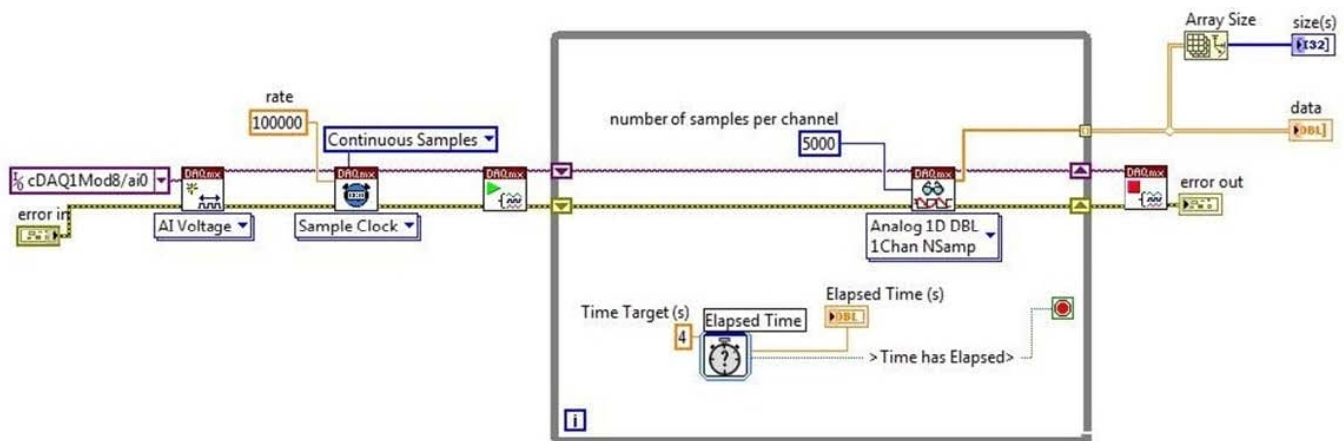 Array Size
size(s)
I32
rate
100000
number of samples per channel
data
Continuous Samples
5000
DBL
DAQmx
DAQmx
DAQmx
DAQmx
DAQmx
I/O cDAQ1Mod8/ai0
error in
error out
AI Voltage
Sample Clock
Analog 1D DBL
1Chan NSamp
Elapsed Time (s)
Time Target (s)
Elapsed Time
DBL
4
?
>Time has Elapsed>
i